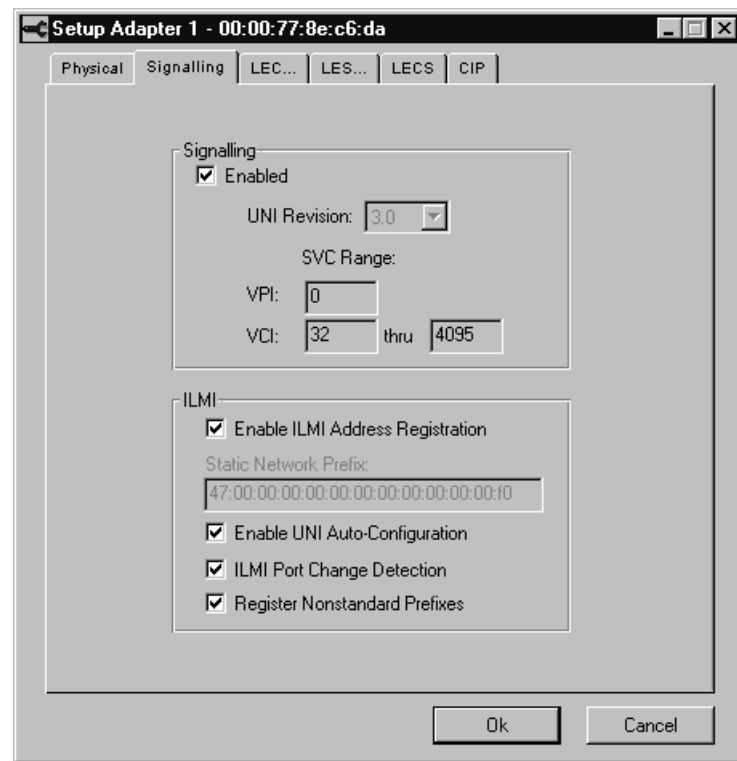 Setup Adapter 1 - 00:00:77:8e:c6:da
Physical Signalling LEC... LES... LECS CIP
Signalling
Enabled
UNI Revision: 3.0
SVC Range:
VPI: 0
VCI: 32 thru 4095
ILMI
Enable ILMI Address Registration
Static Network Prefix:
47:00:00:00:00:00:00:00:00:00:00:00:f0
Enable UNI Auto-Configuration
ILMI Port Change Detection
Register Nonstandard Prefixes
Ok Cancel